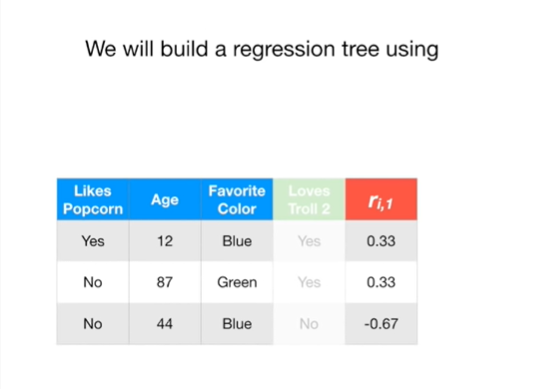 We will build a regression tree using
Likes Popcorn Age Favorite Color Loves Troll 2 ri,1
Yes 12 Blue Yes 0.33
No 87 Green Yes 0.33
No 44 Blue No -0.67